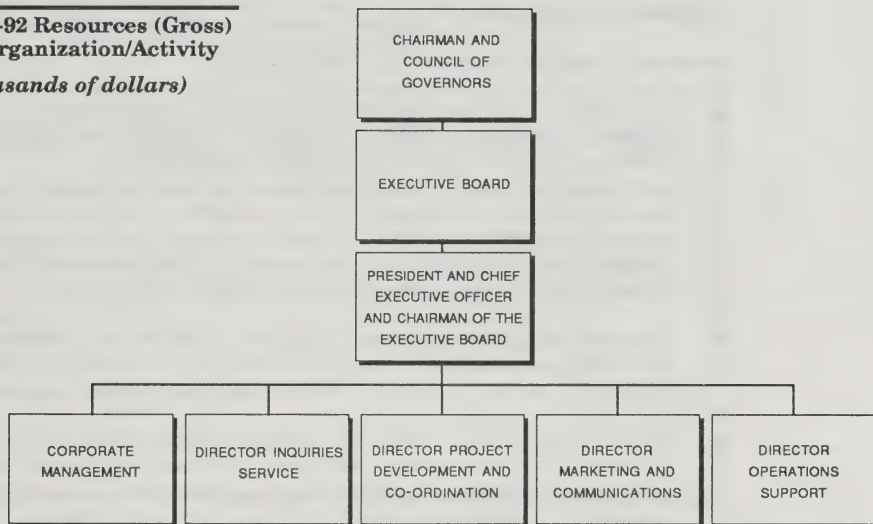 -92 Resources (Gross)
rganization/Activity
usands of dollars)
CHAIRMAN AND
COUNCIL OF
GOVERNORS
EXECUTIVE BOARD
PRESIDENT AND CHIEF
EXECUTIVE OFFICER
AND CHAIRMAN OF THE
EXECUTIVE BOARD
CORPORATE
MANAGEMENT
DIRECTOR INQUIRIES
SERVICE
DIRECTOR PROJECT
DEVELOPMENT AND
CO-ORDINATION
DIRECTOR
MARKETING AND
COMMUNICATIONS
DIRECTOR
OPERATIONS
SUPPORT